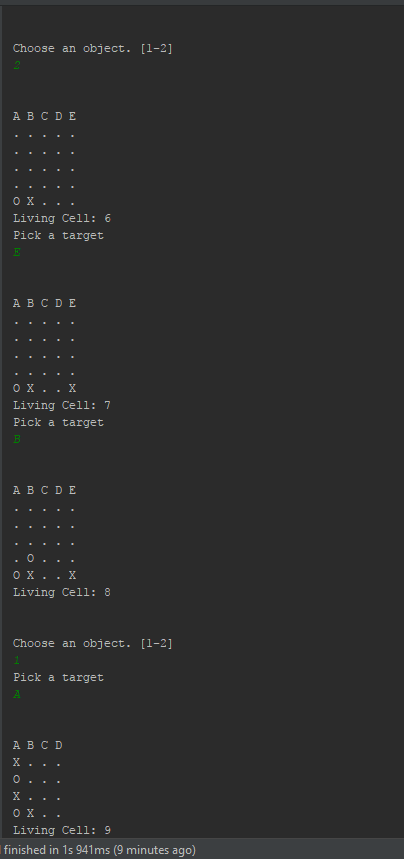 Choose an object. [1-2]
2
A B C D E
. . . . .
. . . . .
. . . . .
. . . . .
O X . . .
Living Cell: 6
Pick a target
E
A B C D E
. . . . .
. . . . .
. . . . .
. . . . .
O X . . X
Living Cell: 7
Pick a target
B
A B C D E
. . . . .
. . . . .
. . . . .
. O . . .
O X . . X
Living Cell: 8
Choose an object. [1-2]
1
Pick a target
A
A B C D
X . . .
O . . .
X . . .
O X . .
Living Cell: 9
finished in 1s 941ms (9 minutes ago)